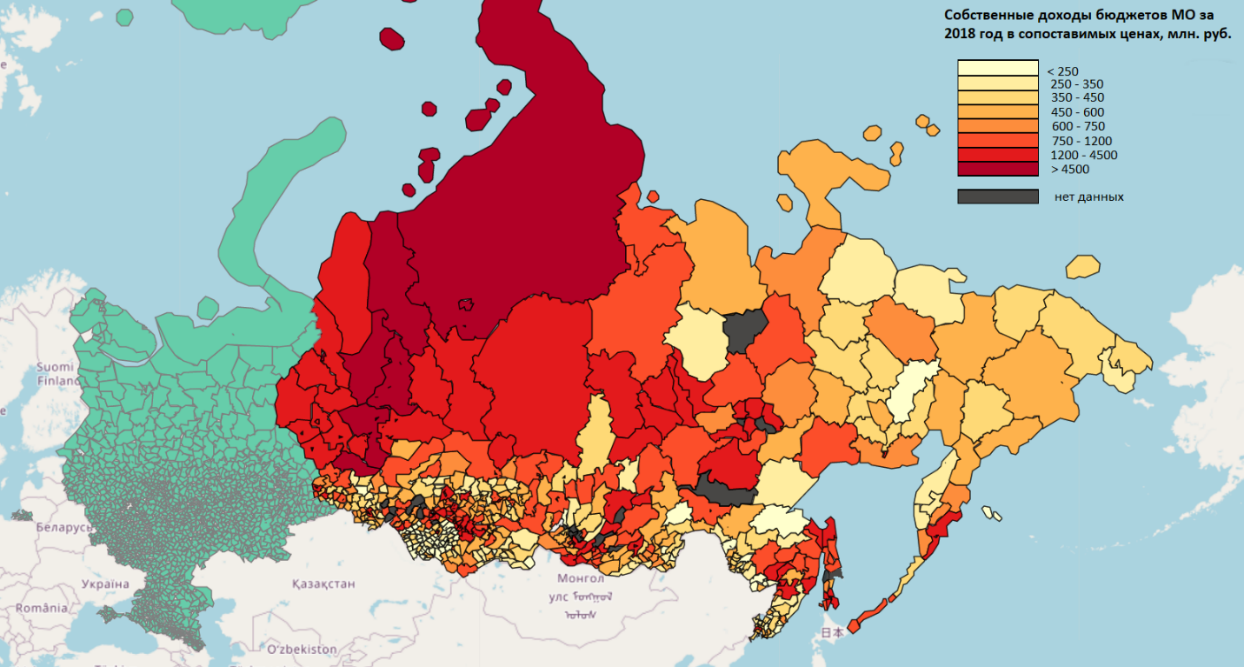 Собственные доходы бюджетов МО за
2018 год в сопоставимых ценах, млн. руб.
< 250
250 - 350
350 - 450
450 - 600
600 - 750
750 - 1200
1200 - 4500
> 4500
нет данных
Suomi
Finland
Беларусь
Україна
Қазақстан
România
Монгол
улс
O'zbekiston
日本